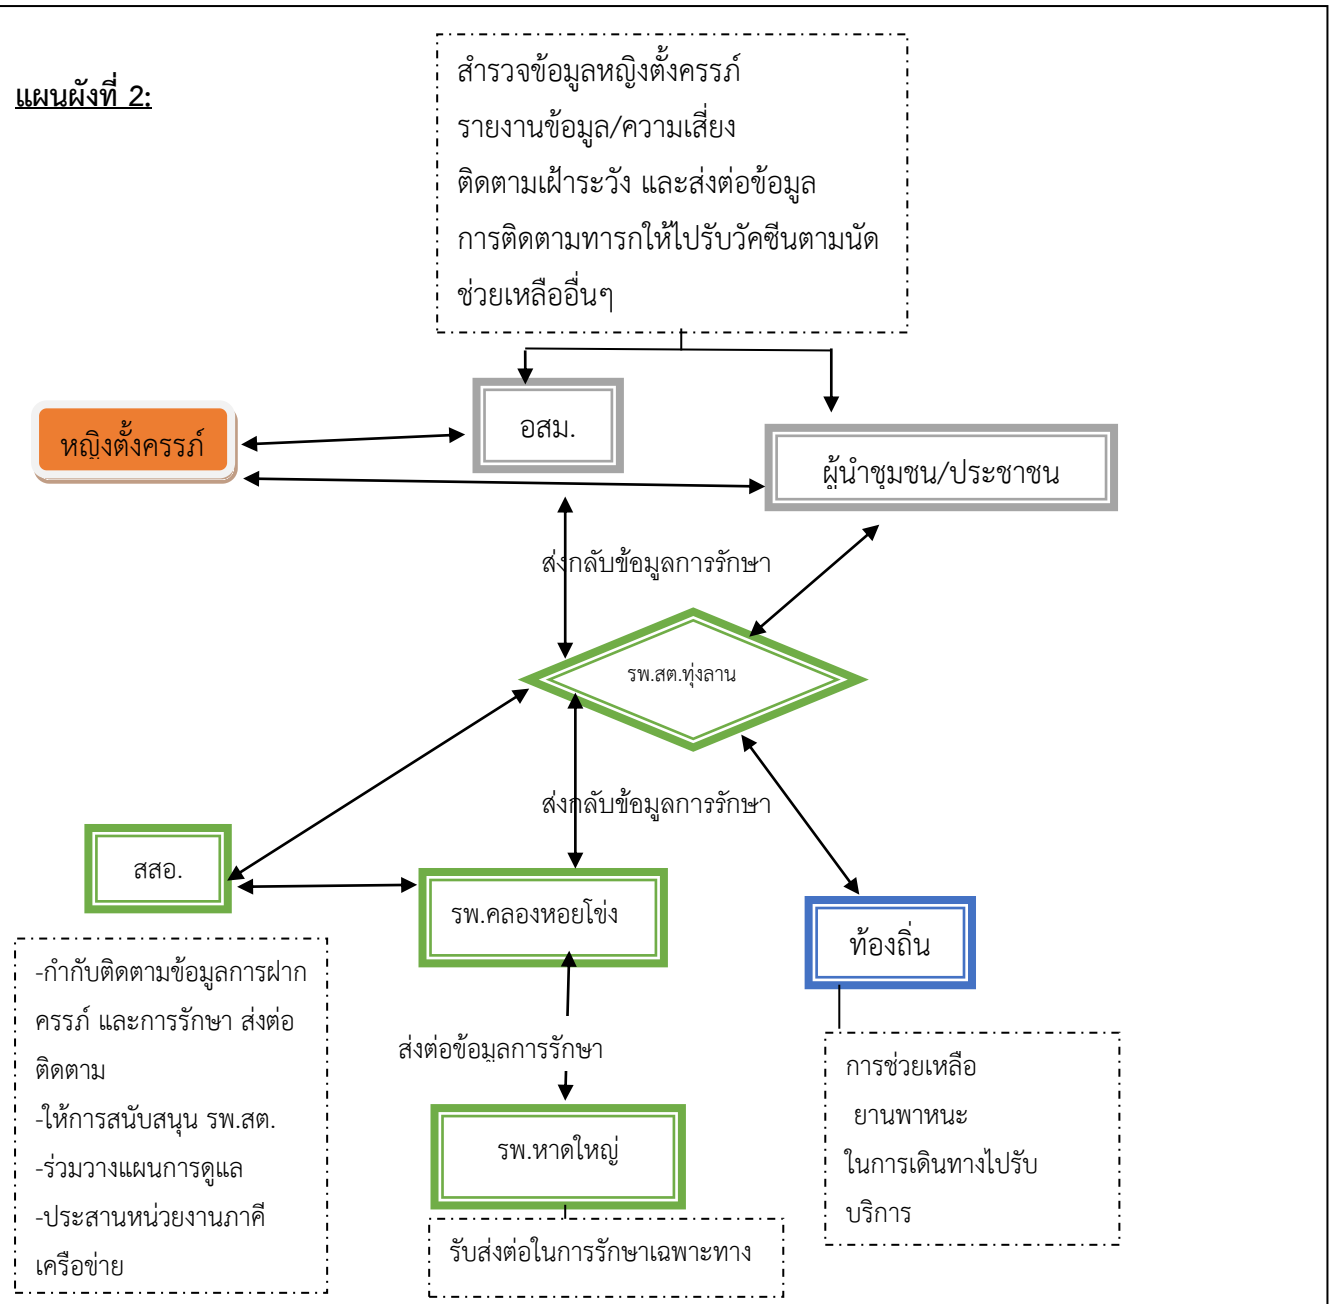 แผนผังที่ 2:
สำรวจข้อมูลหญิงตั้งครรภ์
รายงานข้อมูล/ความเสี่ยง
ติดตามเฝ้าระวัง และส่งต่อข้อมูล
การติดตามทารกให้ไปรับวัคซีนตามนัด
ช่วยเหลืออื่นๆ
หญิงตั้งครรภ์
อสม.
ผู้นำชุมชน/ประชาชน
ส่งกลับข้อมูลการรักษา
รพ.สต.ทุ่งลาน
ส่งกลับข้อมูลการรักษา
สสอ.
รพ.คลองหอยโข่ง
ท้องถิ่น
-กำกับติดตามข้อมูลการฝาก
ครรภ์ และการรักษา ส่งต่อ
ติดตาม
-ให้การสนับสนุน รพ.สต.
-ร่วมวางแผนการดูแล
-ประสานหน่วยงานภาคี
เครือข่าย
ส่งต่อข้อมูลการรักษา
รพ.หาดใหญ่
รับส่งต่อในการรักษาเฉพาะทาง
การช่วยเหลือ
ยานพาหนะ
ในการเดินทางไปรับ
บริการ